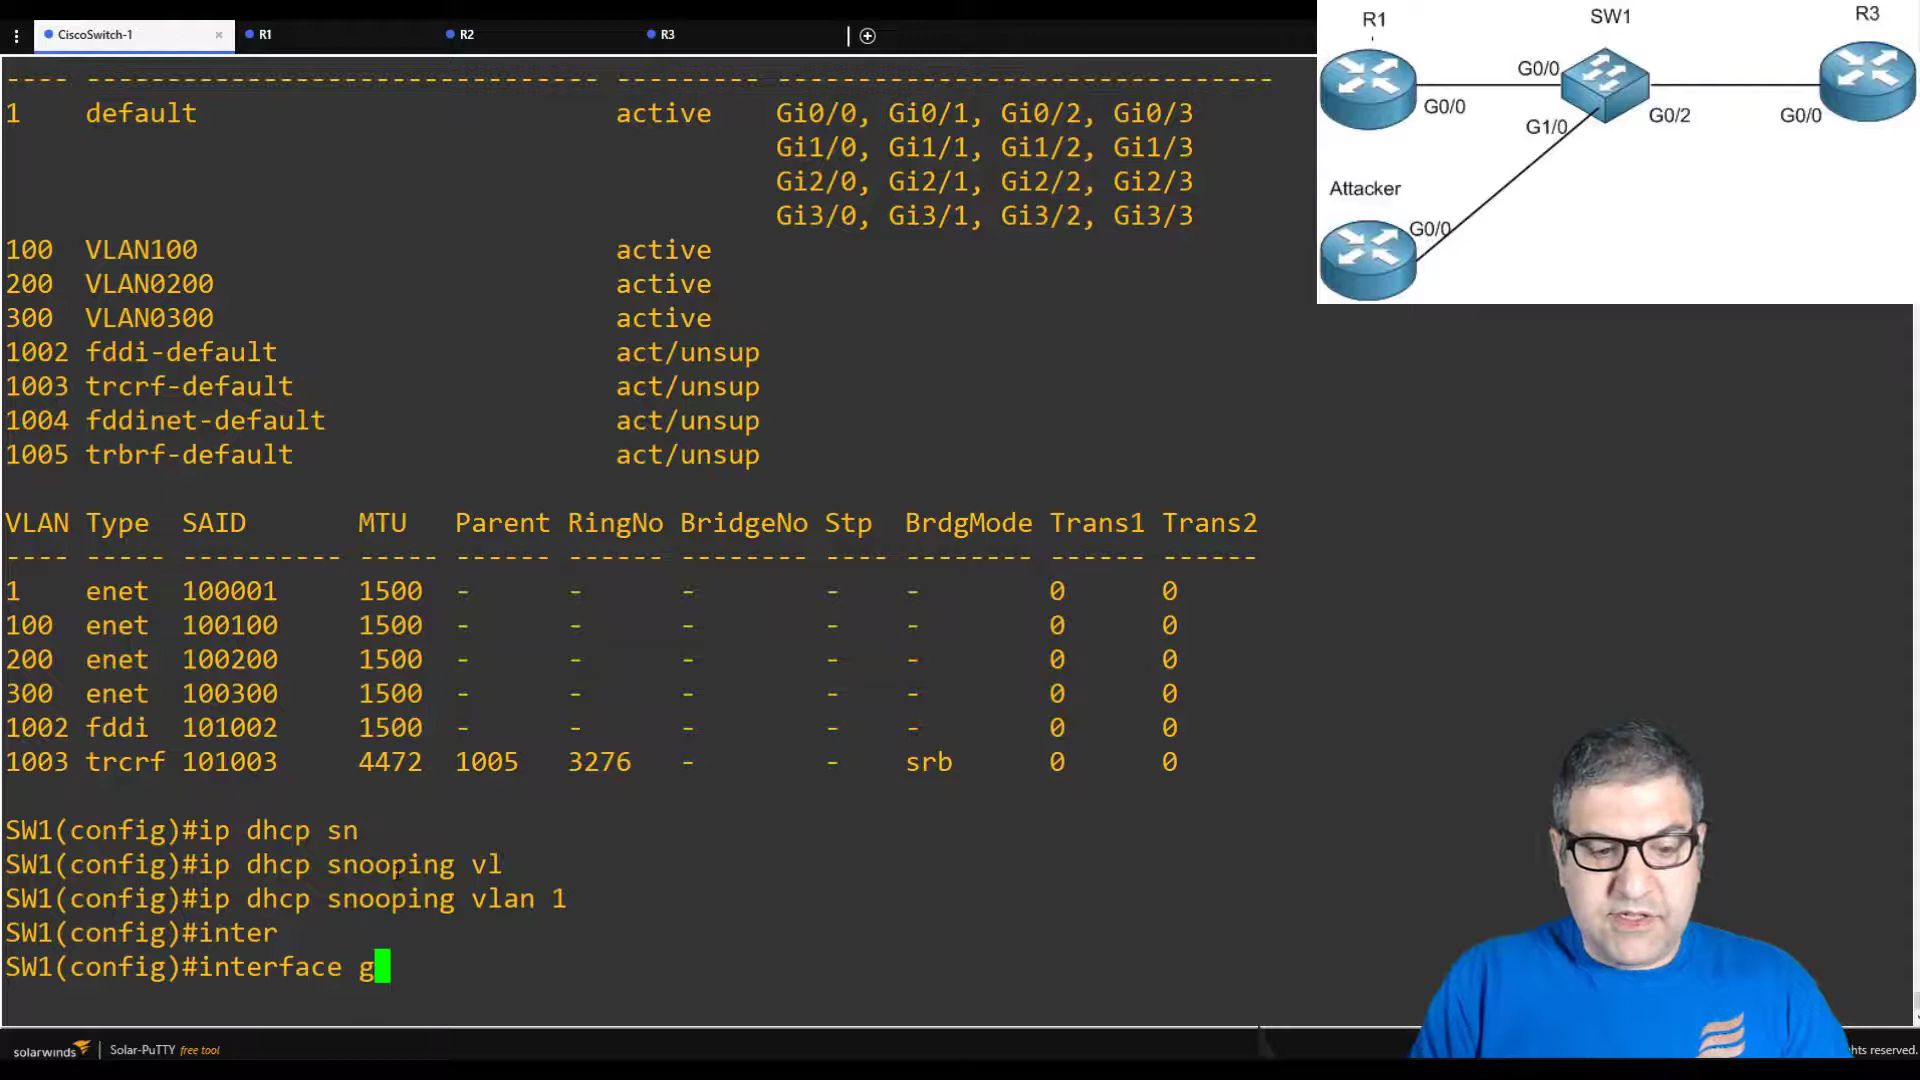 CiscoSwitch-1 × R1 R2 R3
---- -------------------------------- --------- -------------------------------
1 default active Gi0/0, Gi0/1, Gi0/2, Gi0/3
Gi1/0, Gi1/1, Gi1/2, Gi1/3
Gi2/0, Gi2/1, Gi2/2, Gi2/3
Gi3/0, Gi3/1, Gi3/2, Gi3/3
100 VLAN100 active
200 VLAN0200 active
300 VLAN0300 active
1002 fddi-default act/unsup
1003 trcrf-default act/unsup
1004 fddinet-default act/unsup
1005 trbrf-default act/unsup
VLAN Type SAID MTU Parent RingNo BridgeNo Stp BrdgMode Trans1 Trans2
---- ----- ---------- ----- ------ ------ -------- ---- -------- ------ ------
1 enet 100001 1500 - - - - - 0 0
100 enet 100100 1500 - - - - - 0 0
200 enet 100200 1500 - - - - - 0 0
300 enet 100300 1500 - - - - - 0 0
1002 fddi 101002 1500 - - - - - 0 0
1003 trcrf 101003 4472 1005 3276 - - srb 0 0
SW1(config)#ip dhcp sn
SW1(config)#ip dhcp snooping vl
SW1(config)#ip dhcp snooping vlan 1
SW1(config)#inter
SW1(config)#interface g
R1 SW1 R3
G0/0
G0/0 G0/2 G0/0
G1/0
Attacker
G0/0
solarwinds Solar-PuTTY free tool
hts reserved.